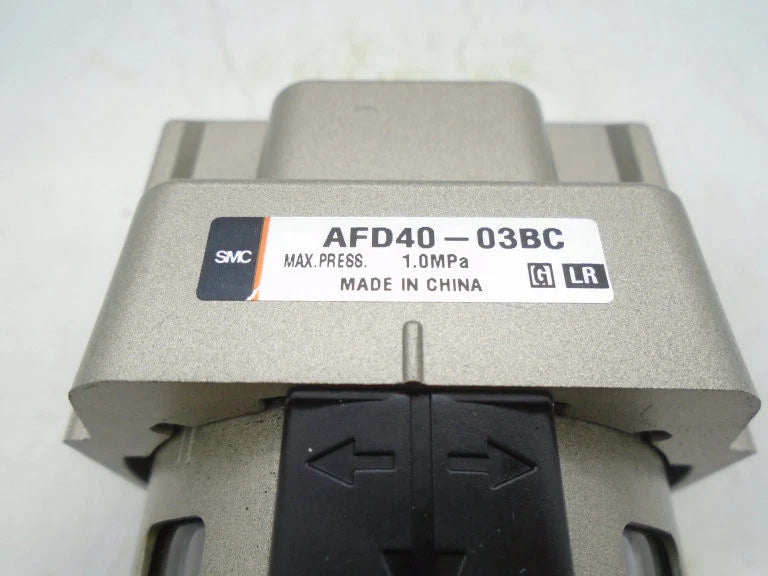 SMC
AFD40-03BC
MAX.PRESS. 1.0MPa
MADE IN CHINA
G LR